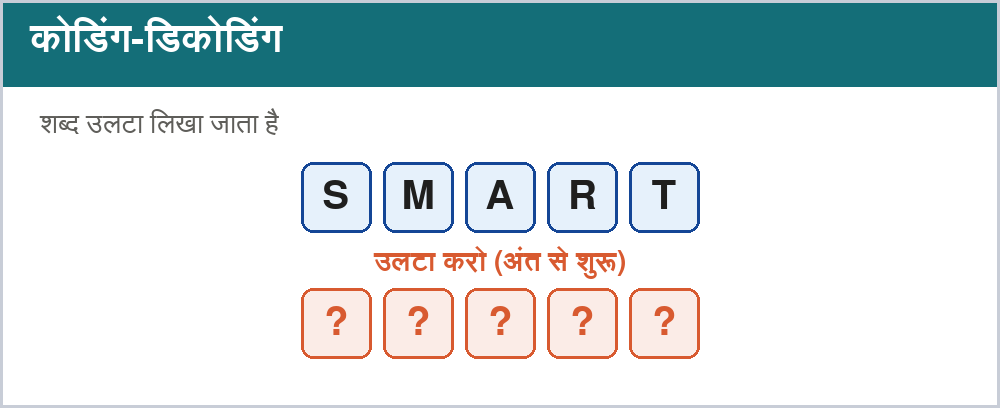 कोडिंग-डिकोडिंग
शब्द उलटा लिखा जाता है
S M A R T
उलटा करो (अंत से शुरू)
? ? ? ? ?